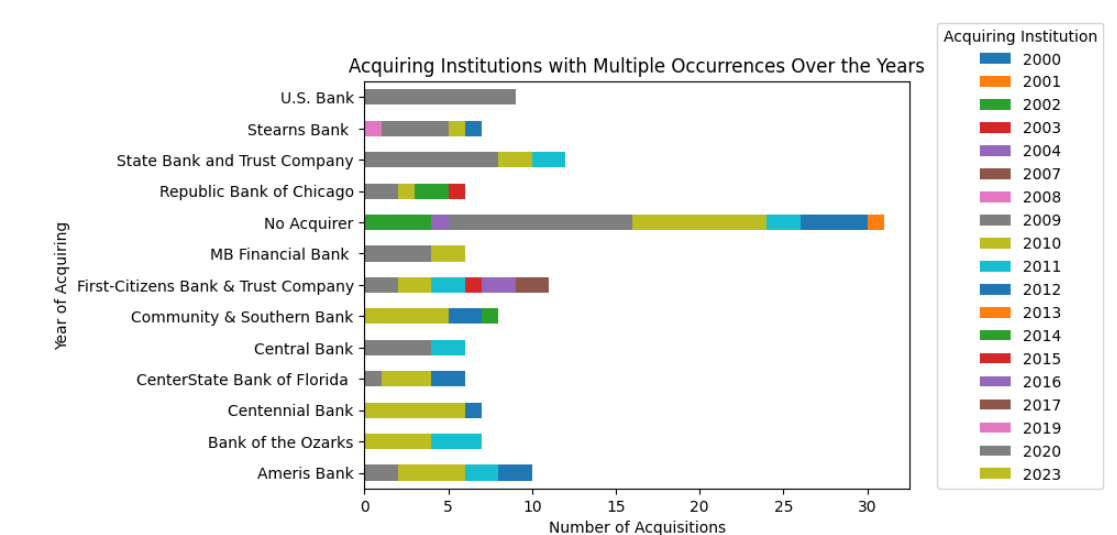 Acquiring Institutions with Multiple Occurrences Over the Years
Year of Acquiring
U.S. Bank
Stearns Bank
State Bank and Trust Company
Republic Bank of Chicago
No Acquirer
MB Financial Bank
First-Citizens Bank & Trust Company
Community & Southern Bank
Central Bank
CenterState Bank of Florida
Centennial Bank
Bank of the Ozarks
Ameris Bank
0 5 10 15 20 25 30
Number of Acquisitions
Acquiring Institution
2000
2001
2002
2003
2004
2007
2008
2009
2010
2011
2012
2013
2014
2015
2016
2017
2019
2020
2023